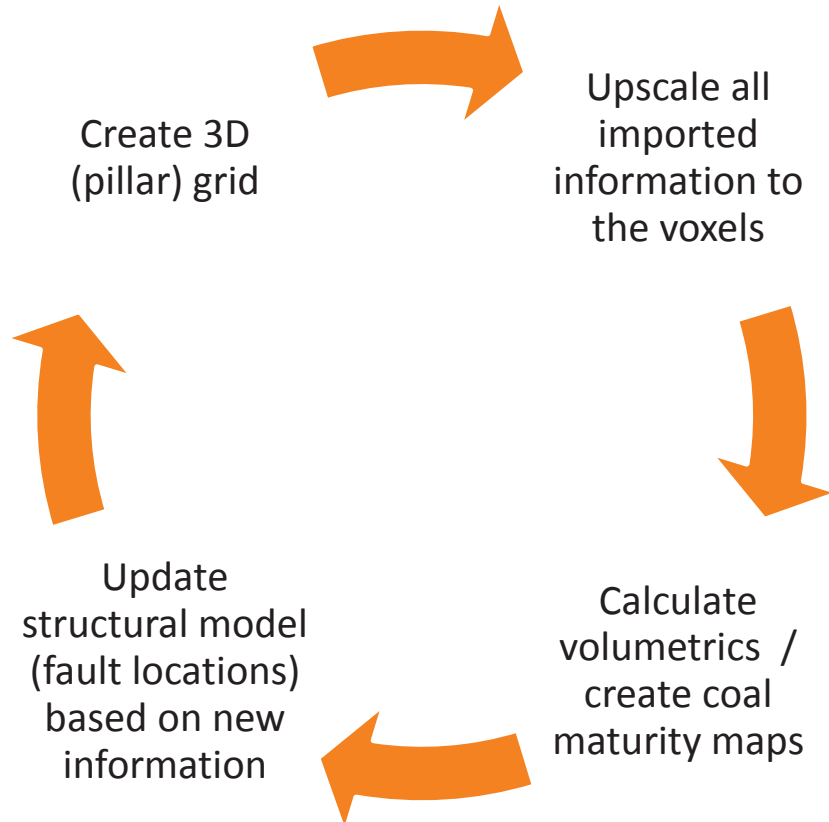 Create 3D
(pillar) grid
Upscale all
imported
information to
the voxels
Calculate
volumetrics  /
create coal
maturity maps
Update
structural model
(fault locations)
based on new
information